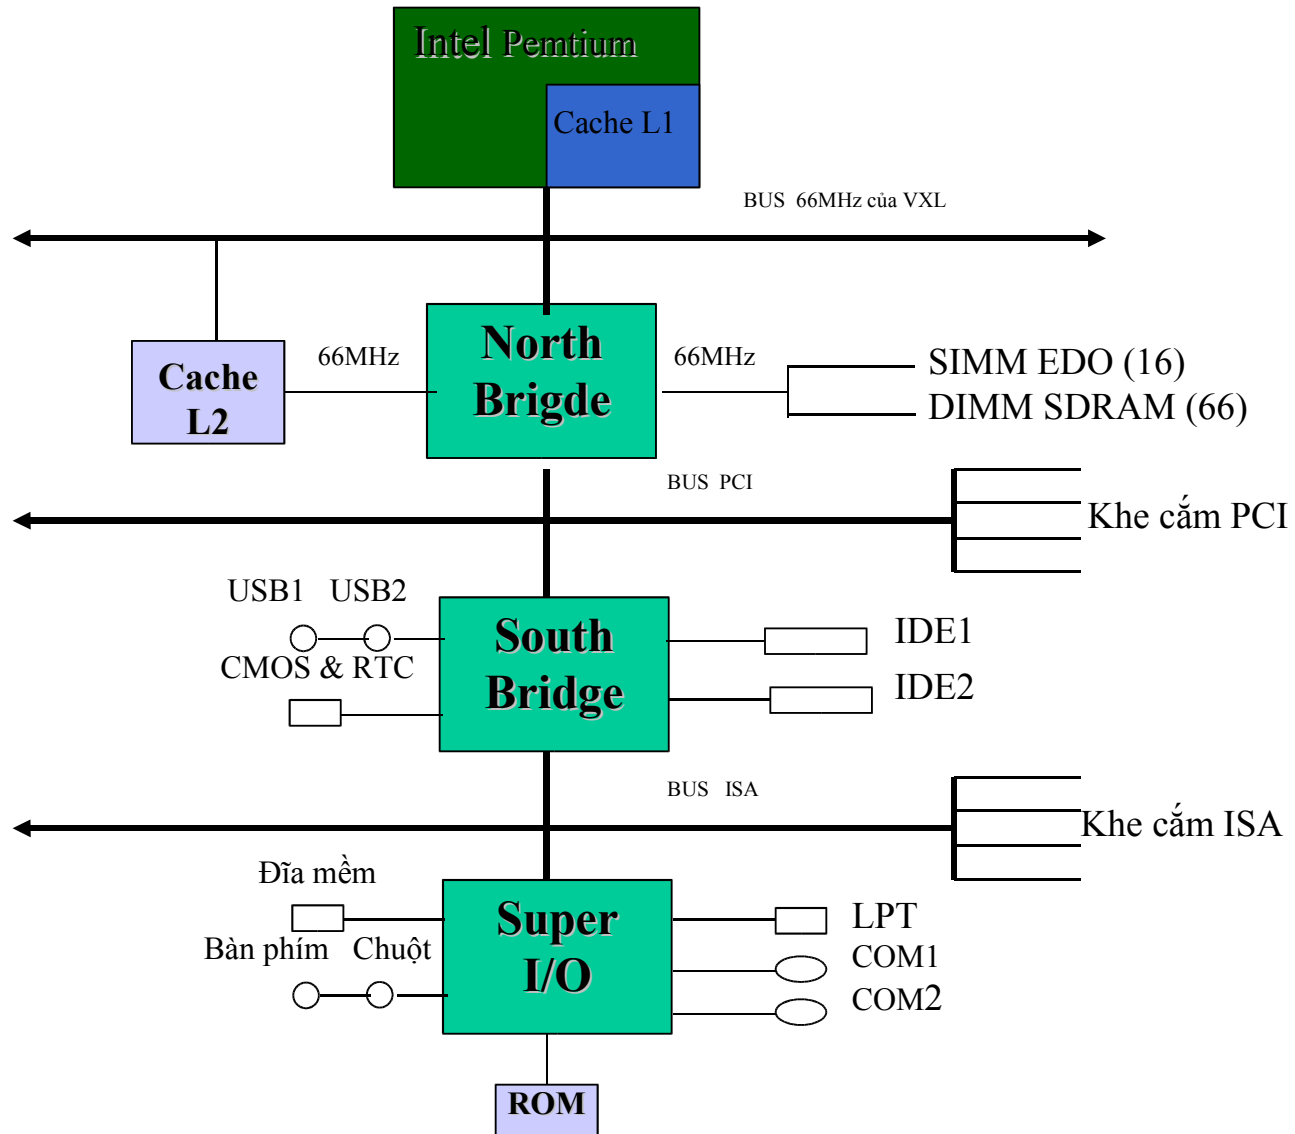 Intel Pemtium
Cache L1
BUS 66MHz của VXL
North
Brigde
66MHz
66MHz
Cache
L2
SIMM EDO (16)
DIMM SDRAM (66)
BUS PCI
Khe cắm PCI
USB1 USB2
South
Bridge
IDE1
CMOS & RTC
IDE2
BUS ISA
Khe cắm ISA
Đĩa mềm
Super
I/O
LPT
Bàn phím Chuột
COM1
COM2
ROM